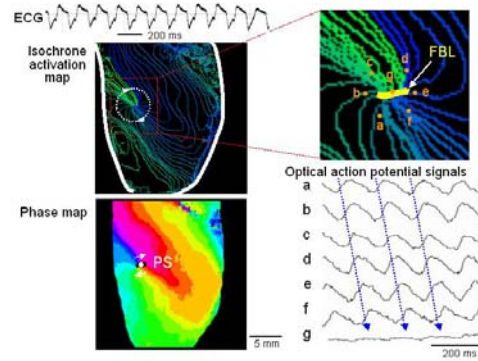 ECG
200 ms
Isochrone
activation
map
c
d
FBL
g
b
e
a
f
Optical action potential signals
a
b
c
d
e
f
g
200 ms
Phase map
PS
5 mm